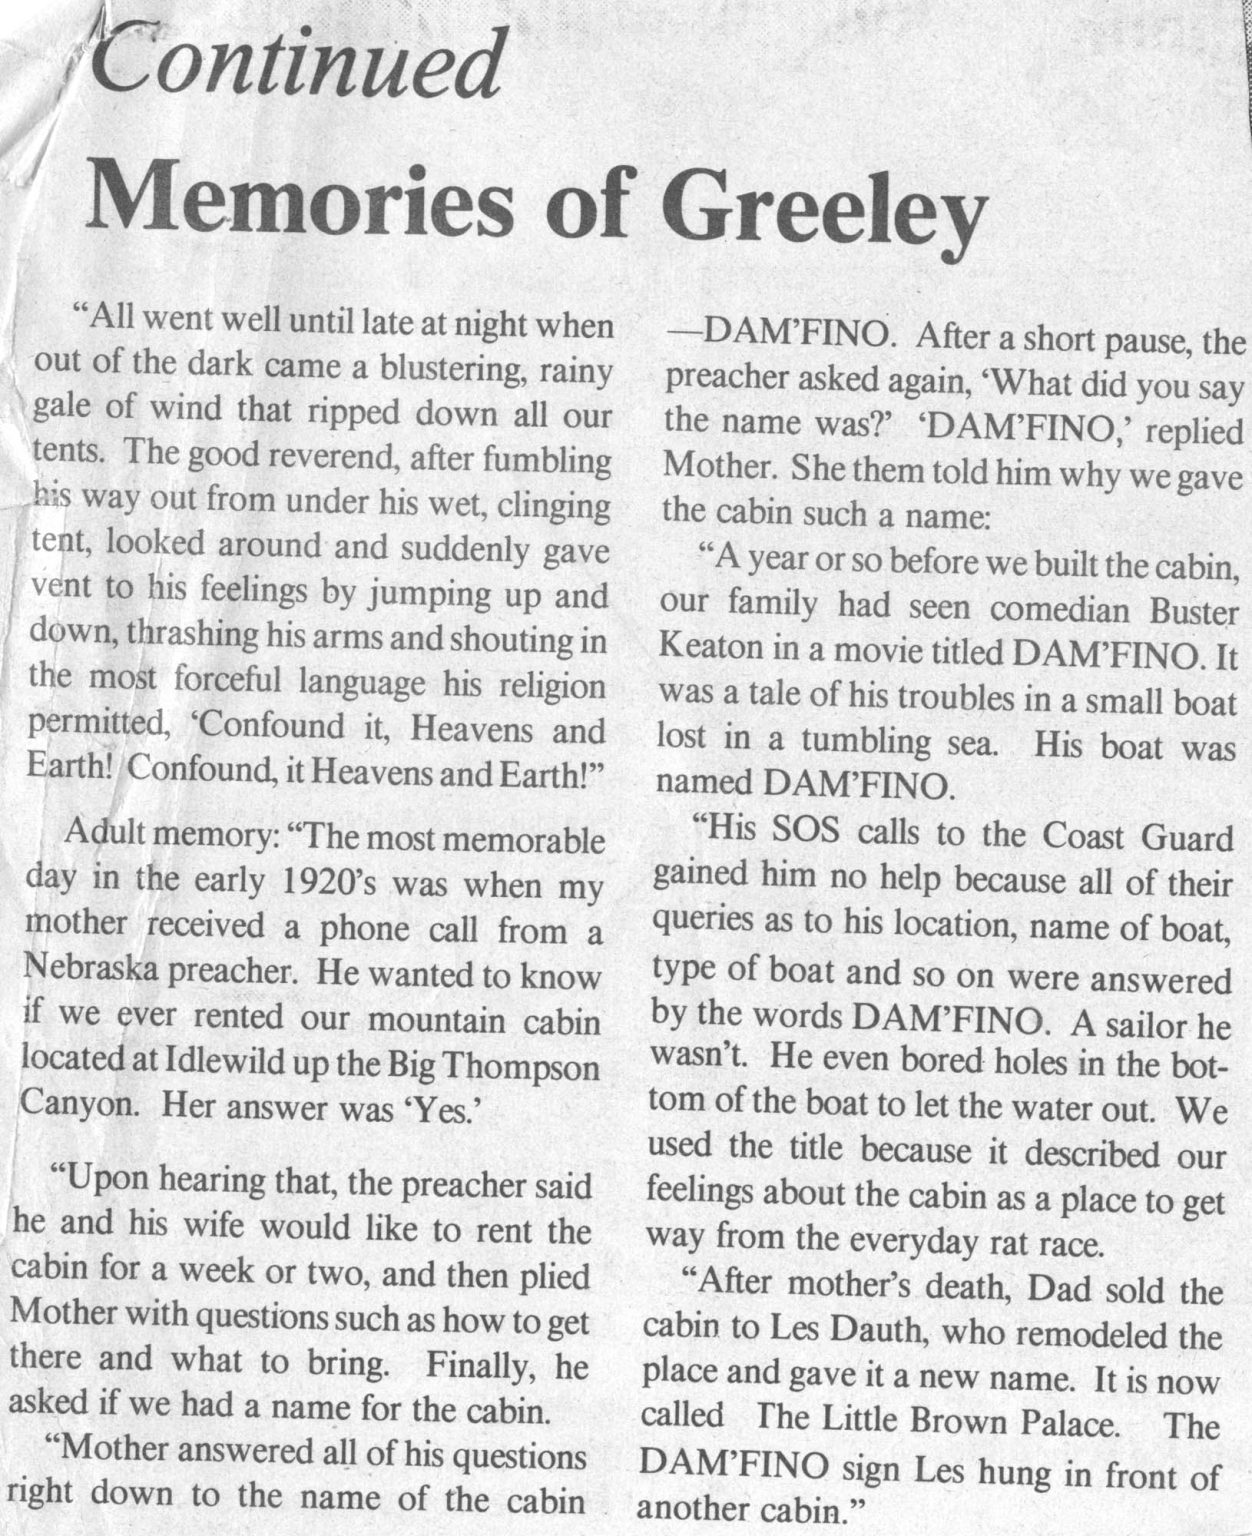 Continued
Memories of Greeley
“All went well until late at night when
out of the dark came a blustering, rainy
gale of wind that ripped down all our
tents. The good reverend, after fumbling
his way out from under his wet, clinging
tent, looked around and suddenly gave
vent to his feelings by jumping up and
down, thrashing his arms and shouting in
the most forceful language his religion
permitted, ‘Confound it, Heavens and
Earth! Confound, it Heavens and Earth!”
Adult memory: “The most memorable
day in the early 1920’s was when my
mother received a phone call from a
Nebraska preacher. He wanted to know
if we ever rented our mountain cabin
located at Idlewild up the Big Thompson
Canyon. Her answer was ‘Yes.’
“Upon hearing that, the preacher said
he and his wife would like to rent the
cabin for a week or two, and then plied
Mother with questions such as how to get
there and what to bring. Finally, he
asked if we had a name for the cabin.
“Mother answered all of his questions
right down to the name of the cabin
—DAM’FINO. After a short pause, the
preacher asked again, ‘What did you say
the name was?’ ‘DAM’FINO,’ replied
Mother. She them told him why we gave
the cabin such a name:
“A year or so before we built the cabin,
our family had seen comedian Buster
Keaton in a movie titled DAM’FINO. It
was a tale of his troubles in a small boat
lost in a tumbling sea. His boat was
named DAM’FINO.
“His SOS calls to the Coast Guard
gained him no help because all of their
queries as to his location, name of boat,
type of boat and so on were answered
by the words DAM’FINO. A sailor he
wasn’t. He even bored holes in the bot-
tom of the boat to let the water out. We
used the title because it described our
feelings about the cabin as a place to get
way from the everyday rat race.
“After mother’s death, Dad sold the
cabin to Les Dauth, who remodeled the
place and gave it a new name. It is now
called The Little Brown Palace. The
DAM’FINO sign Les hung in front of
another cabin.”